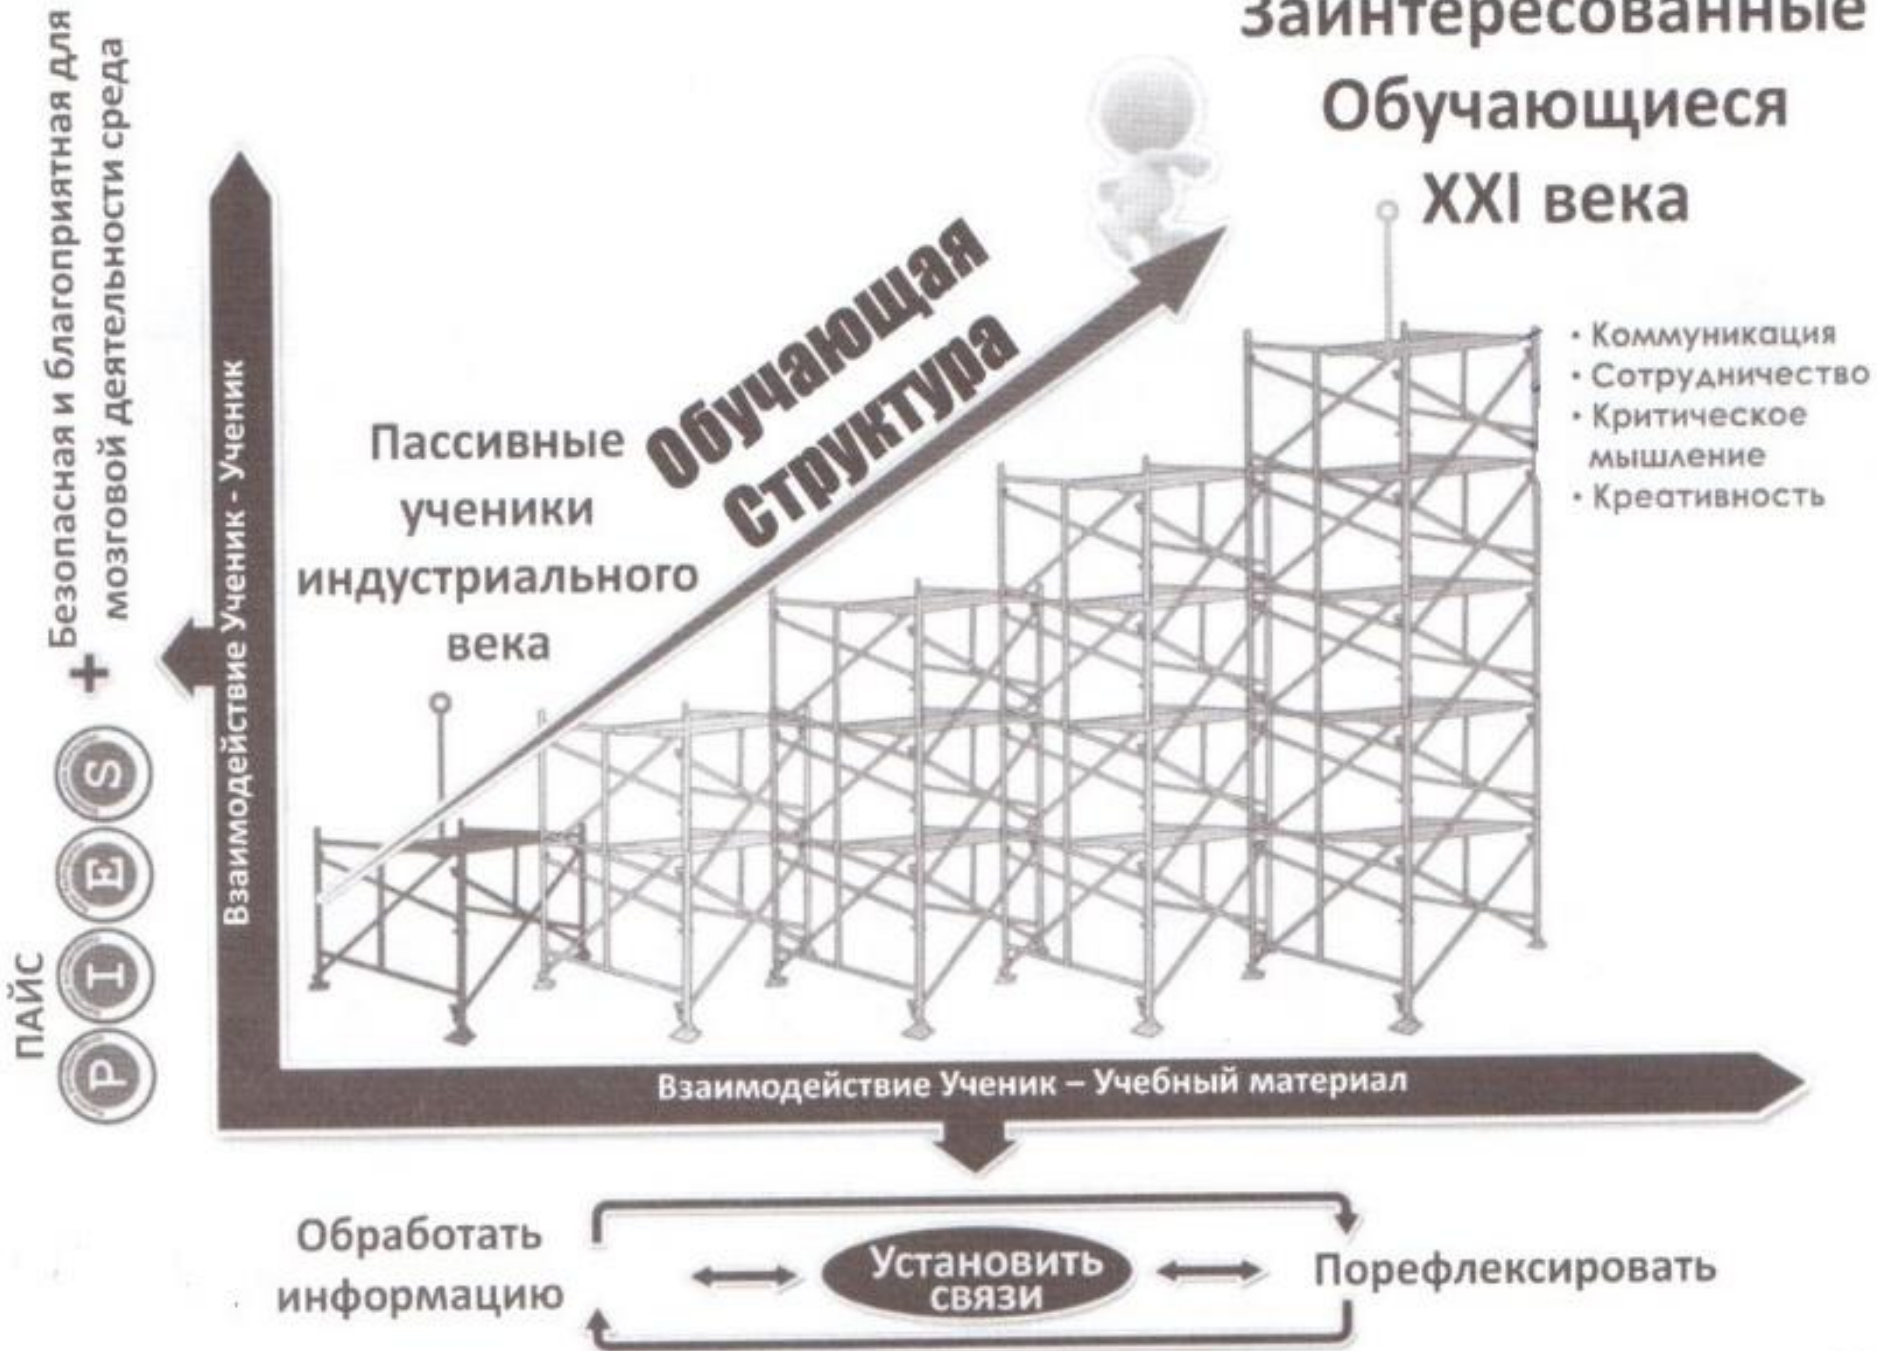 Безопасная и благоприятная для
мозговой деятельности среда
+
ПАЙС
P I E S
Взаимодействие Ученик - Ученик
Пассивные
ученики
индустриального
века
Обучающая
Структура
Заинтересованные
Обучающиеся
XXI века
• Коммуникация
• Сотрудничество
• Критическое
мышление
• Креативность
Взаимодействие Ученик – Учебный материал
Обработать
информацию
Установить
связи
Порефлексировать